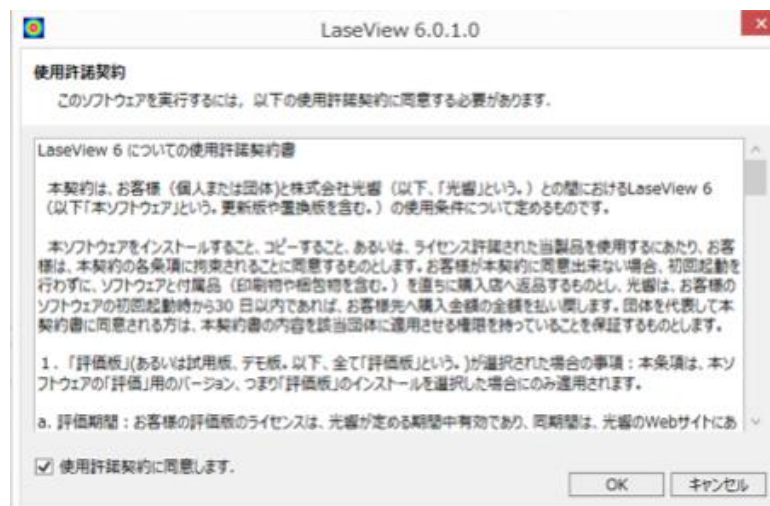 LaseView 6.0.1.0
使用許諾契約
このソフトウェアを実行するには，以下の使用許諾契約に同意する必要があります．
LaseView 6 についての使用許諾契約書
本契約は、お客様（個人または団体)と株式会社光響（以下、「光響」という。）との間におけるLaseView 6
（以下「本ソフトウェア」という。更新版や置換版を含む。）の使用条件について定めるものです。
本ソフトウェアをインストールすること、コピーすること、あるいは、ライセンス許諾された当製品を使用するにあたり、お客
様は、本契約の各条項に拘束されることに同意するものとします。お客様が本契約に同意出来ない場合、初回起動を
行わずに、ソフトウェアと付属品（印刷物や梱包物を含む。）を直ちに購入店へ返品するものとし、光響は、お客様の
ソフトウェアの初回起動時から30 日以内であれば、お客様先へ購入金額の全額を払い戻します。団体を代表して本
契約書に同意される方は、本契約書の内容を該当団体に適用させる権限を持っていることを保証するものとします。
１．「評価版」(あるいは試用版、デモ版。以下、全て「評価版」という。)が選択された場合の事項：本条項は、本ソ
フトウェアの「評価」用のバージョン、つまり「評価版」のインストールを選択した場合にのみ適用されます。
a. 評価期間：お客様の評価版のライセンスは、光響が定める期間中有効であり、同期間は、光響のWebサイトにあ
使用許諾契約に同意します．
OK
キャンセル